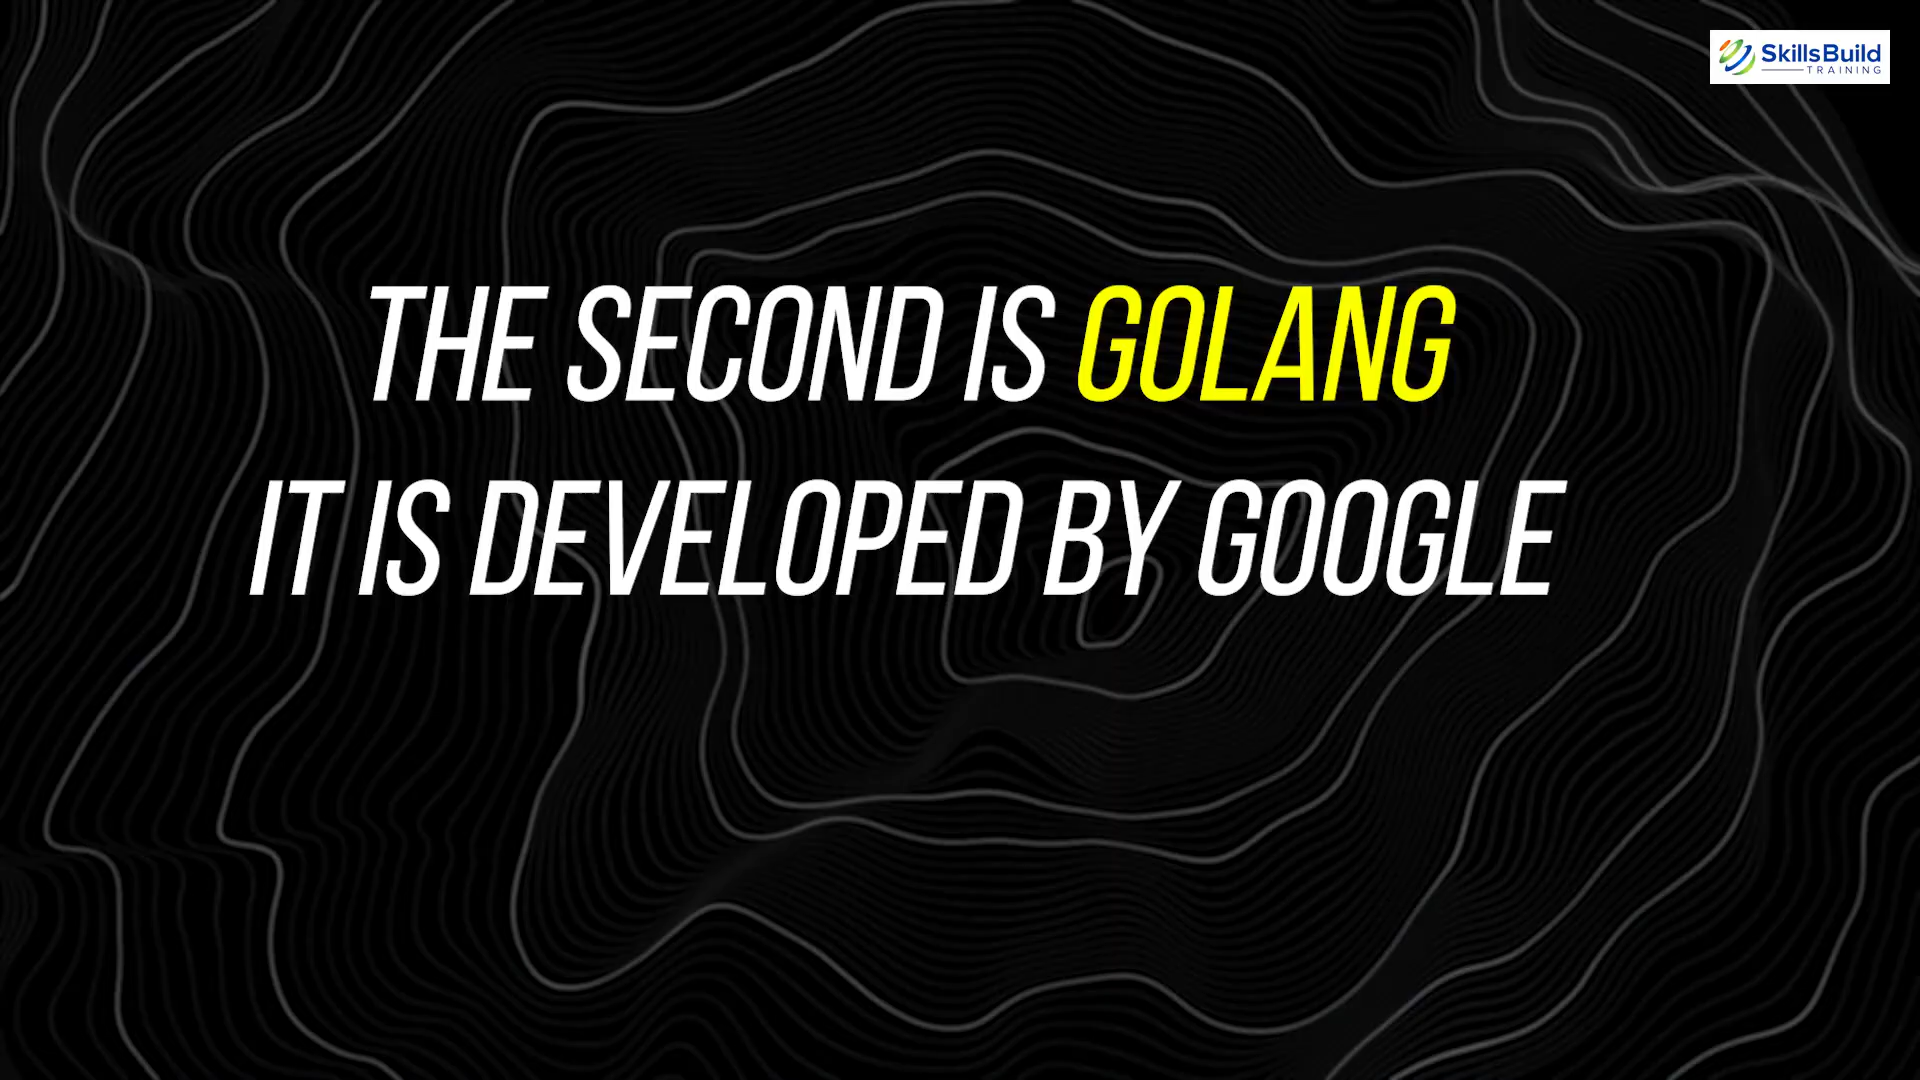 SkillsBuild
TRAINING
THE SECOND IS GOLANG
IT IS DEVELOPED BY GOOGLE